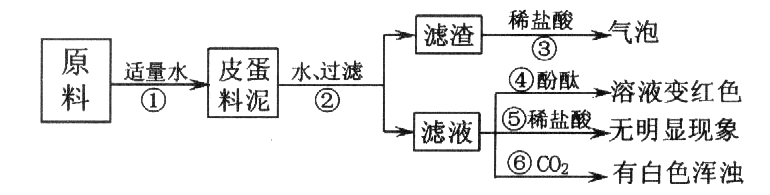 原料
适量水
①
皮蛋料泥
水、过滤
②
滤渣
稀盐酸
③
气泡
滤液
④酚酞
溶液变红色
⑤稀盐酸
无明显现象
⑥CO₂
有白色浑浊